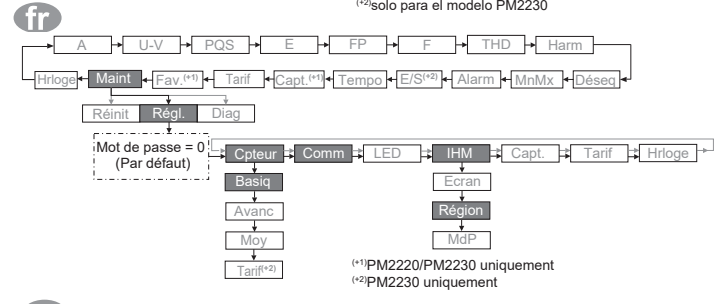 (+2)solo para el modelo PM2230
fr
A U-V PQS E FP F THD Harm
Hrloge Maint Fav.(+1) Tarif Capt.(+1) Tempo E/S(+2) Alarm MnMx Déseq
Réinit Régl. Diag
Mot de passe = 0
(Par défaut)
Cpteur Comm LED IHM Capt. Tarif Hrloge
Basiq Ecran
Avanc Région
Moy MdP
Tarif(+2)
(+1)PM2220/PM2230 uniquement
(+2)PM2230 uniquement